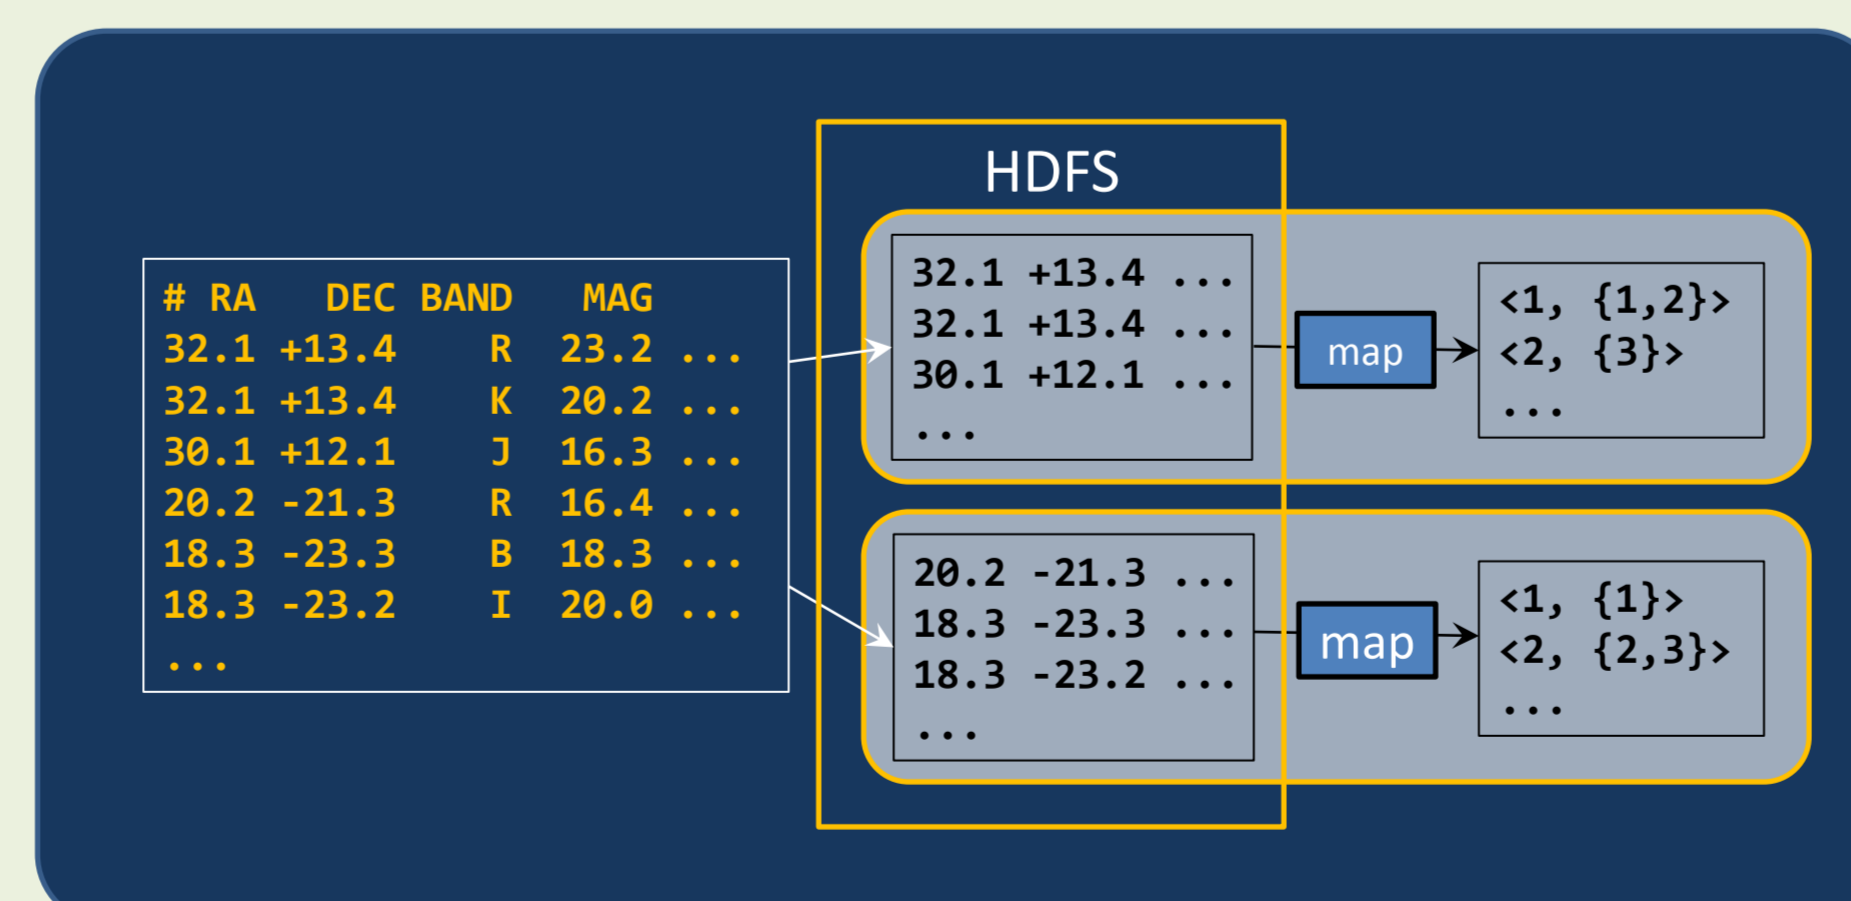 HDFS
# RA   DEC BAND   MAG
32.1 +13.4    R  23.2 ...
32.1 +13.4    K  20.2 ...
30.1 +12.1    J  16.3 ...
20.2 -21.3    R  16.4 ...
18.3 -23.3    B  18.3 ...
18.3 -23.2    I  20.0 ...
...
32.1 +13.4 ...
32.1 +13.4 ...
30.1 +12.1 ...
...
map
<1, {1,2}>
<2, {3}>
...
20.2 -21.3 ...
18.3 -23.3 ...
18.3 -23.2 ...
...
map
<1, {1}>
<2, {2,3}>
...